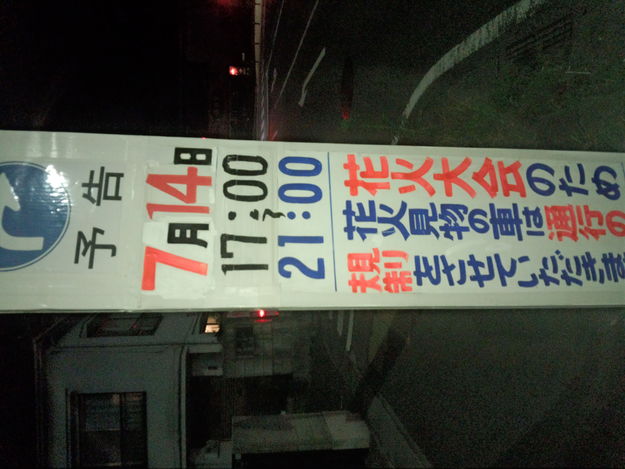 予告
7月14日
17:00
〜
21:00
花火大会のため
花火見物の車は通行の
規制をさせていただきま